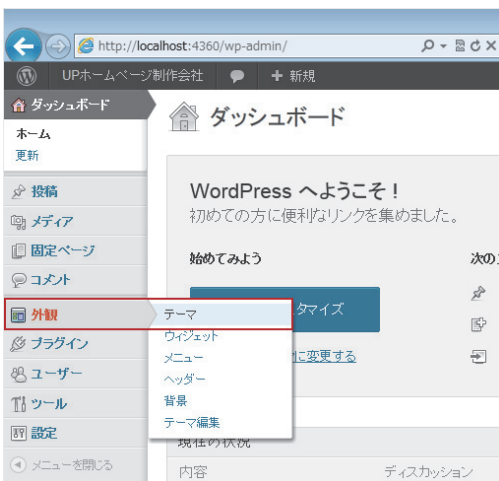 http://localhost:4360/wp-admin/
UPホームページ制作会社
新規
ダッシュボード
ホーム
更新
投稿
メディア
固定ページ
コメント
外観
プラグイン
ユーザー
ツール
設定
メニューを閉じる
テーマ
ウィジェット
メニュー
ヘッダー
背景
テーマ編集
ダッシュボード
WordPress へようこそ！
初めての方に便利なリンクを集めました。
始めてみよう
次の
タマイズ
に変更する
現在の状況
内容
ディスカッション